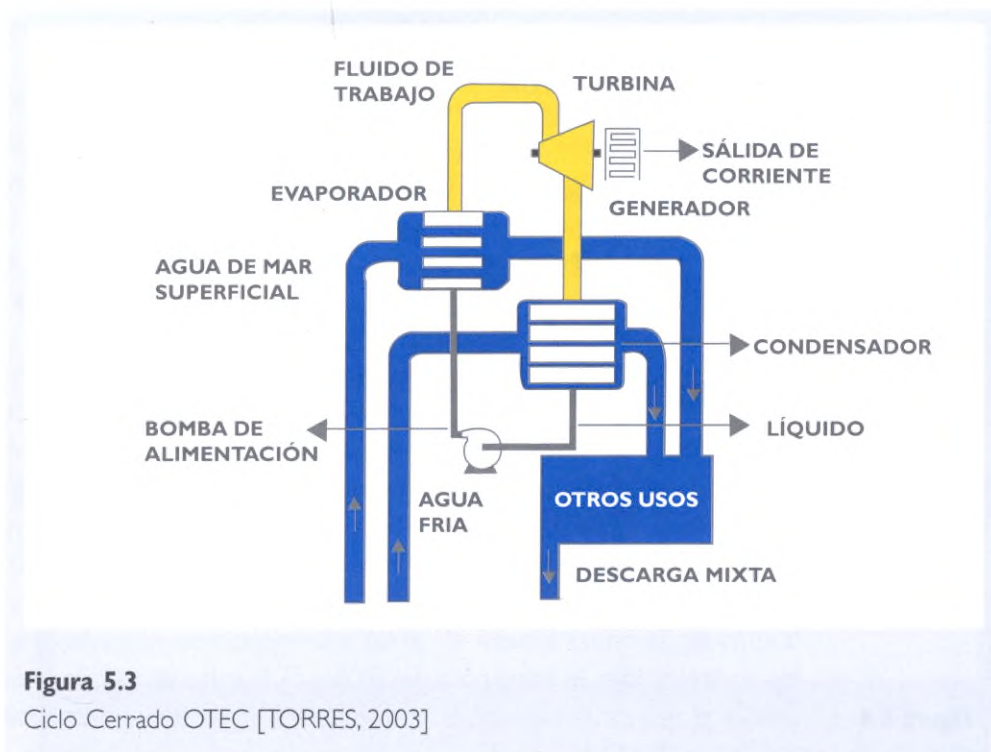 FLUIDO DE
TRABAJO
TURBINA
SÁLIDA DE
CORRIENTE
EVAPORADOR
GENERADOR
AGUA DE MAR
SUPERFICIAL
CONDENSADOR
BOMBA DE
ALIMENTACIÓN
LÍQUIDO
AGUA
FRIA
OTROS USOS
DESCARGA MIXTA
Figura 5.3
Ciclo Cerrado OTEC [TORRES, 2003]